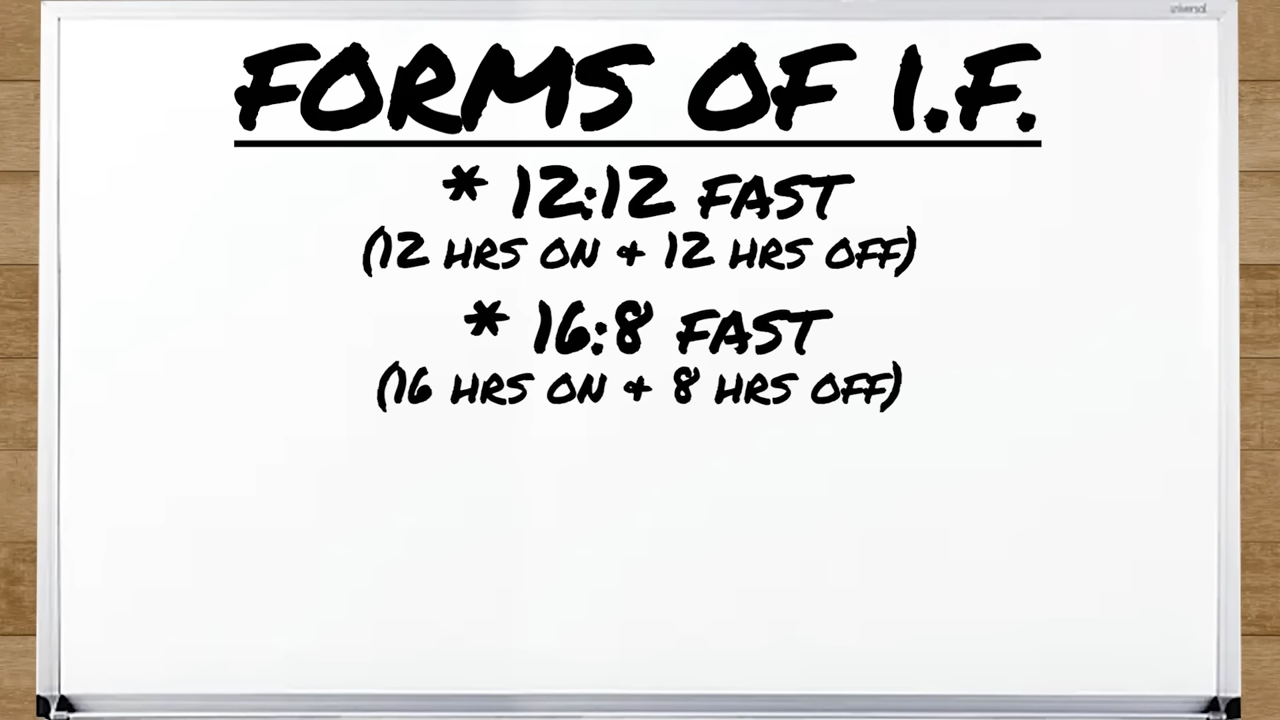 universal
FORMS OF I.F.
* 12:12 FAST
(12 HRS ON & 12 HRS OFF)
* 16:8 FAST
(16 HRS ON & 8 HRS OFF)